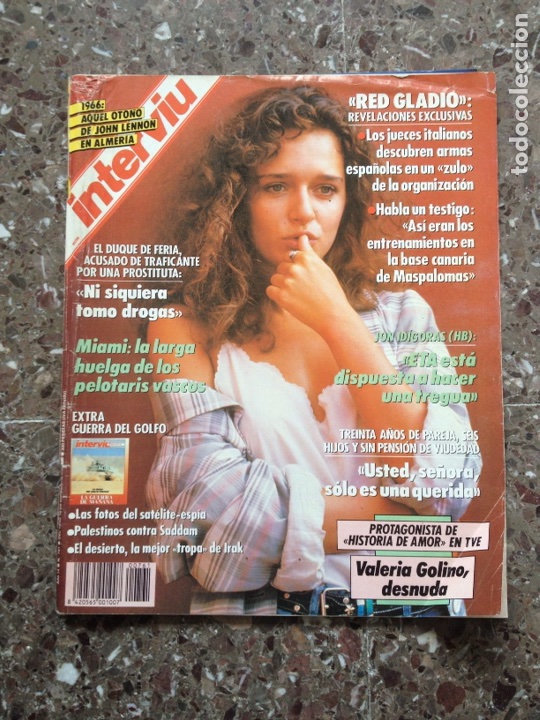 1966:
AQUEL OTOÑO
DE JOHN LENNON
EN ALMERÍA
interviu
«RED GLADIO»:
REVELACIONES EXCLUSIVAS
•Los jueces italianos
descubren armas
españolas en un «zulo»
de la organización
•Habla un testigo:
«Así eran los
entrenamientos en
la base canaria
de Maspalomas»
EL DUQUE DE FERIA,
ACUSADO DE TRAFICANTE
POR UNA PROSTITUTA:
«Ni siquiera
tomo drogas»
Miami: la larga
huelga de los
pelotaris vascos
JON IDÍGORAS (HB):
«ETA está
dispuesta a hacer
una tregua»
EXTRA
GUERRA DEL GOLFO
interviu
LA GUERRA
DE MAÑANA
•Las fotos del satélite-espía
•Palestinos contra Saddam
•El desierto, la mejor «tropa» de Irak
TREINTA AÑOS DE PAREJA, SEIS
HIJOS Y SIN PENSIÓN DE VIUDEDAD
«Usted, señora,
sólo es una querida»
PROTAGONISTA DE
«HISTORIA DE AMOR» EN TVE
Valeria Golino,
desnuda
00761
8 420565 001007
todocoleccion.net